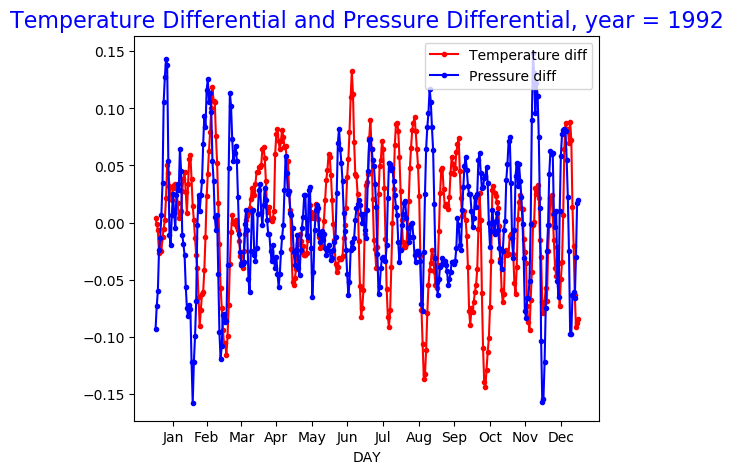 Temperature Differential and Pressure Differential, year = 1992
Temperature diff
Pressure diff
0.15
0.10
0.05
0.00
−0.05
−0.10
−0.15
Jan Feb Mar Apr May Jun Jul Aug Sep Oct Nov Dec
DAY